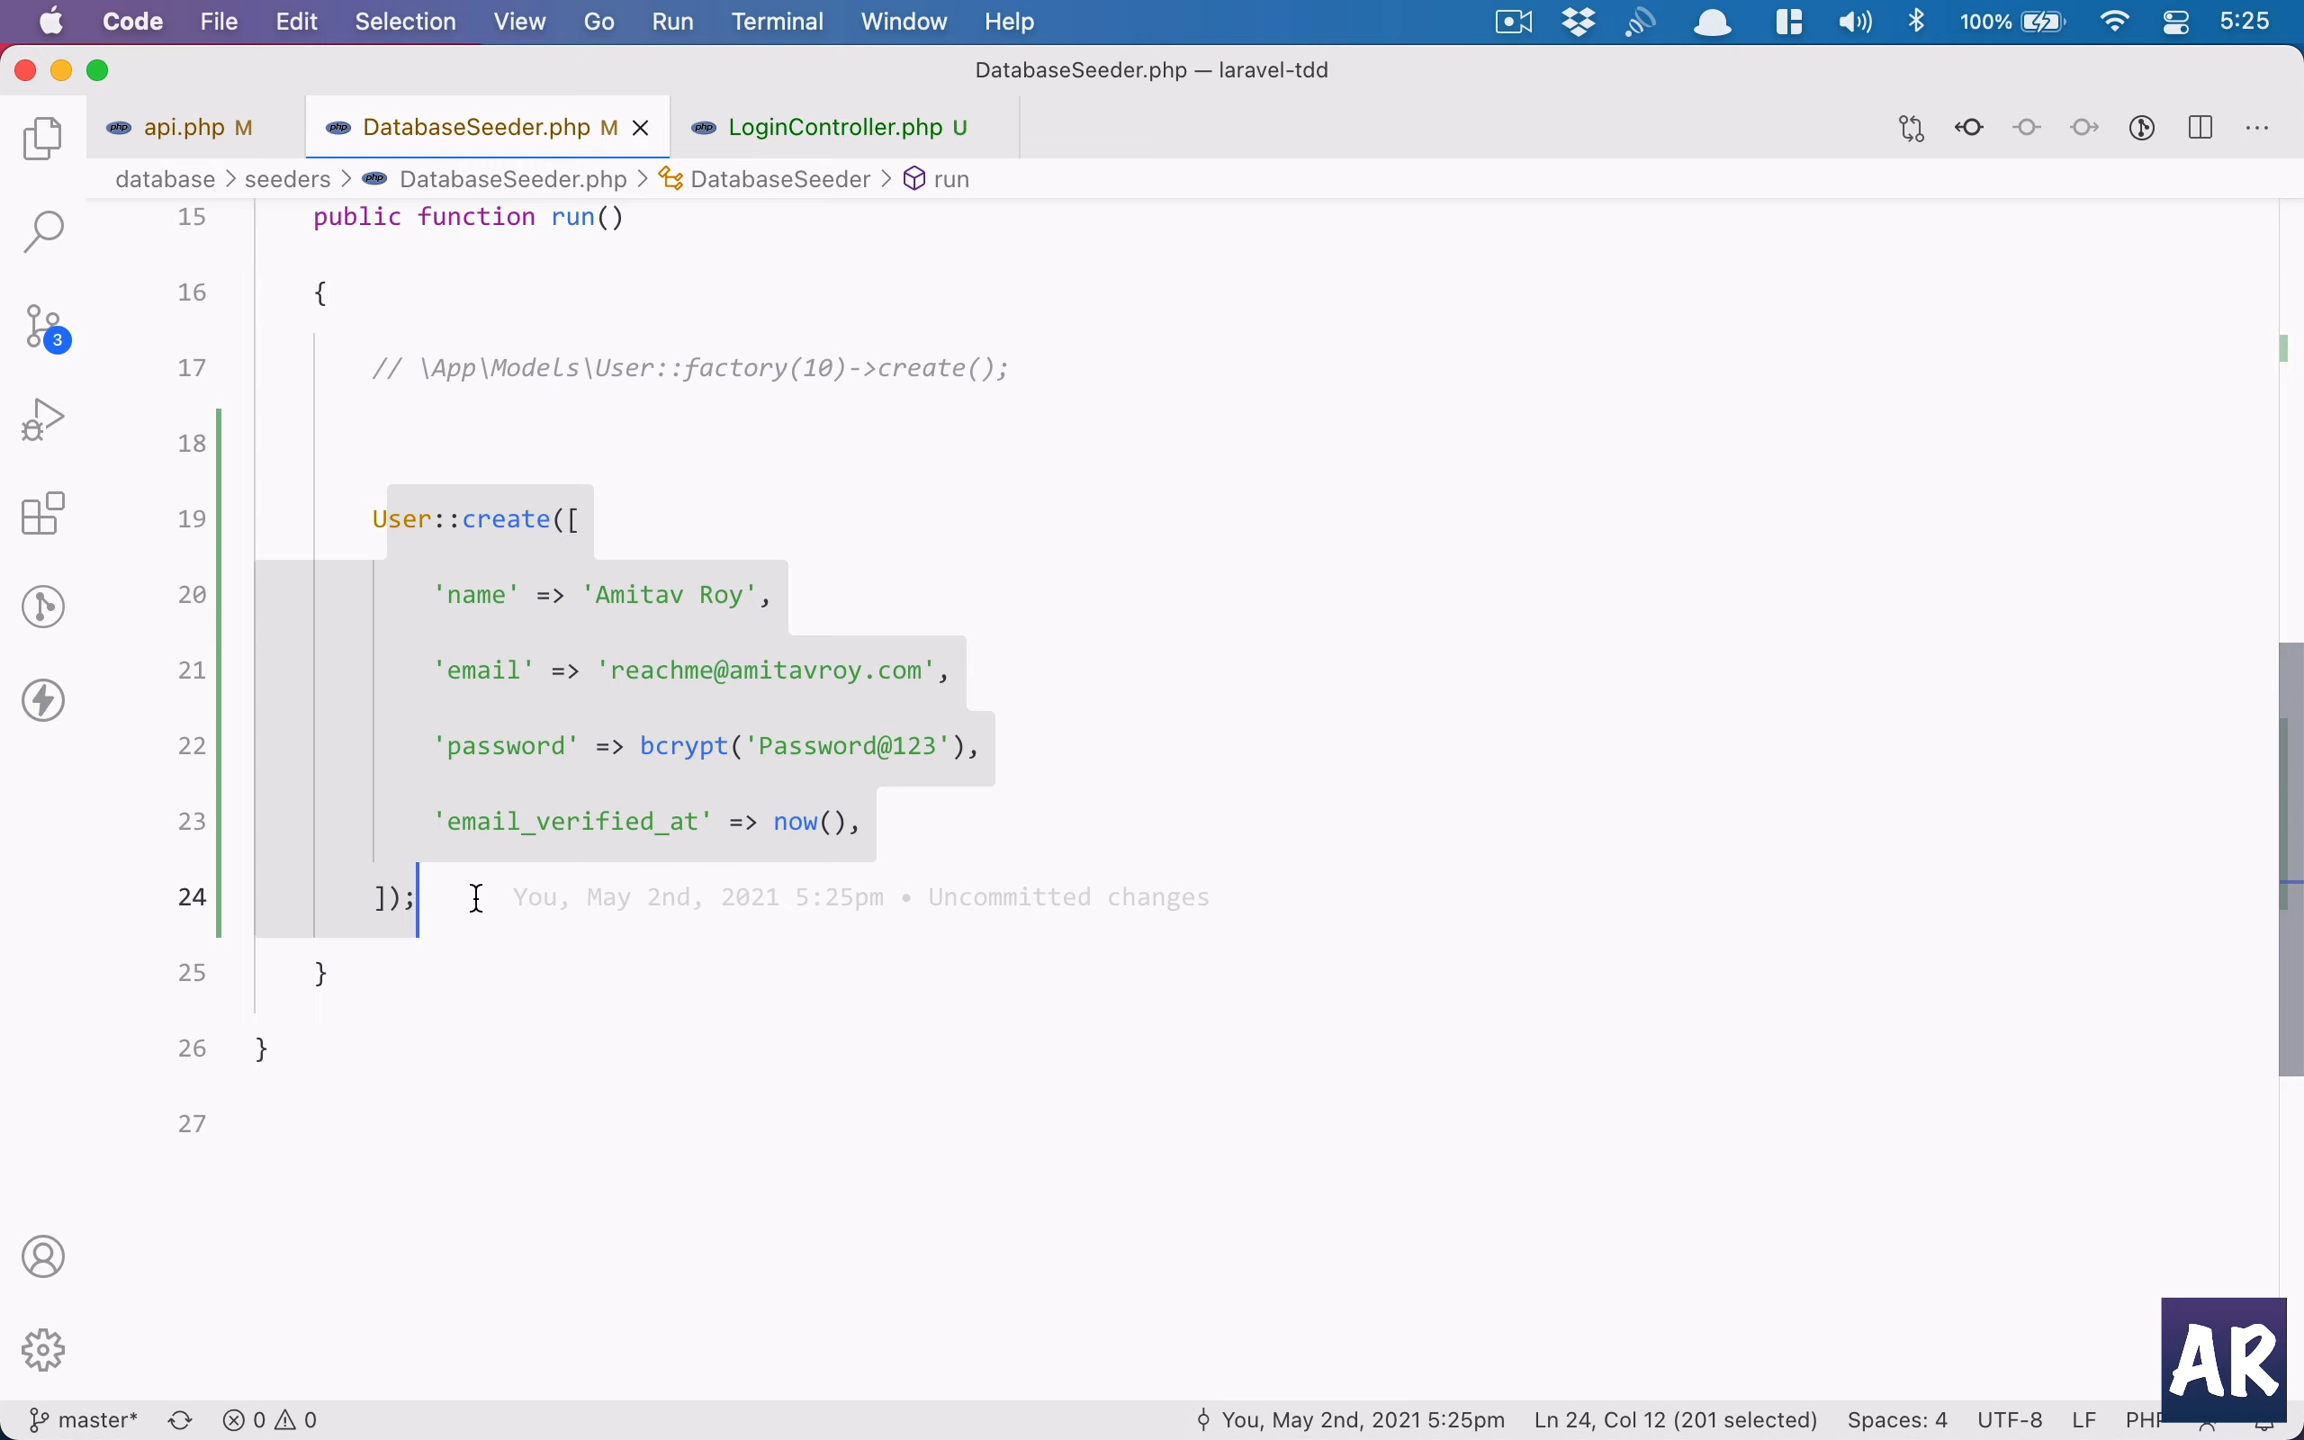 Code File Edit Selection View Go Run Terminal Window Help 100% 5:25
DatabaseSeeder.php — laravel-tdd
php api.php M php DatabaseSeeder.php M php LoginController.php U
database > seeders > php DatabaseSeeder.php > DatabaseSeeder > run
15 public function run()
16 {
17 // \App\Models\User::factory(10)->create();
18
3
19 User::create([
20 'name' => 'Amitav Roy',
21 'email' => 'reachme@amitavroy.com',
22 'password' => bcrypt('Password@123'),
23 'email_verified_at' => now(),
24 ]); You, May 2nd, 2021 5:25pm • Uncommitted changes
25 }
26 }
27
AR
master* 0 0 You, May 2nd, 2021 5:25pm Ln 24, Col 12 (201 selected) Spaces: 4 UTF-8 LF PHP